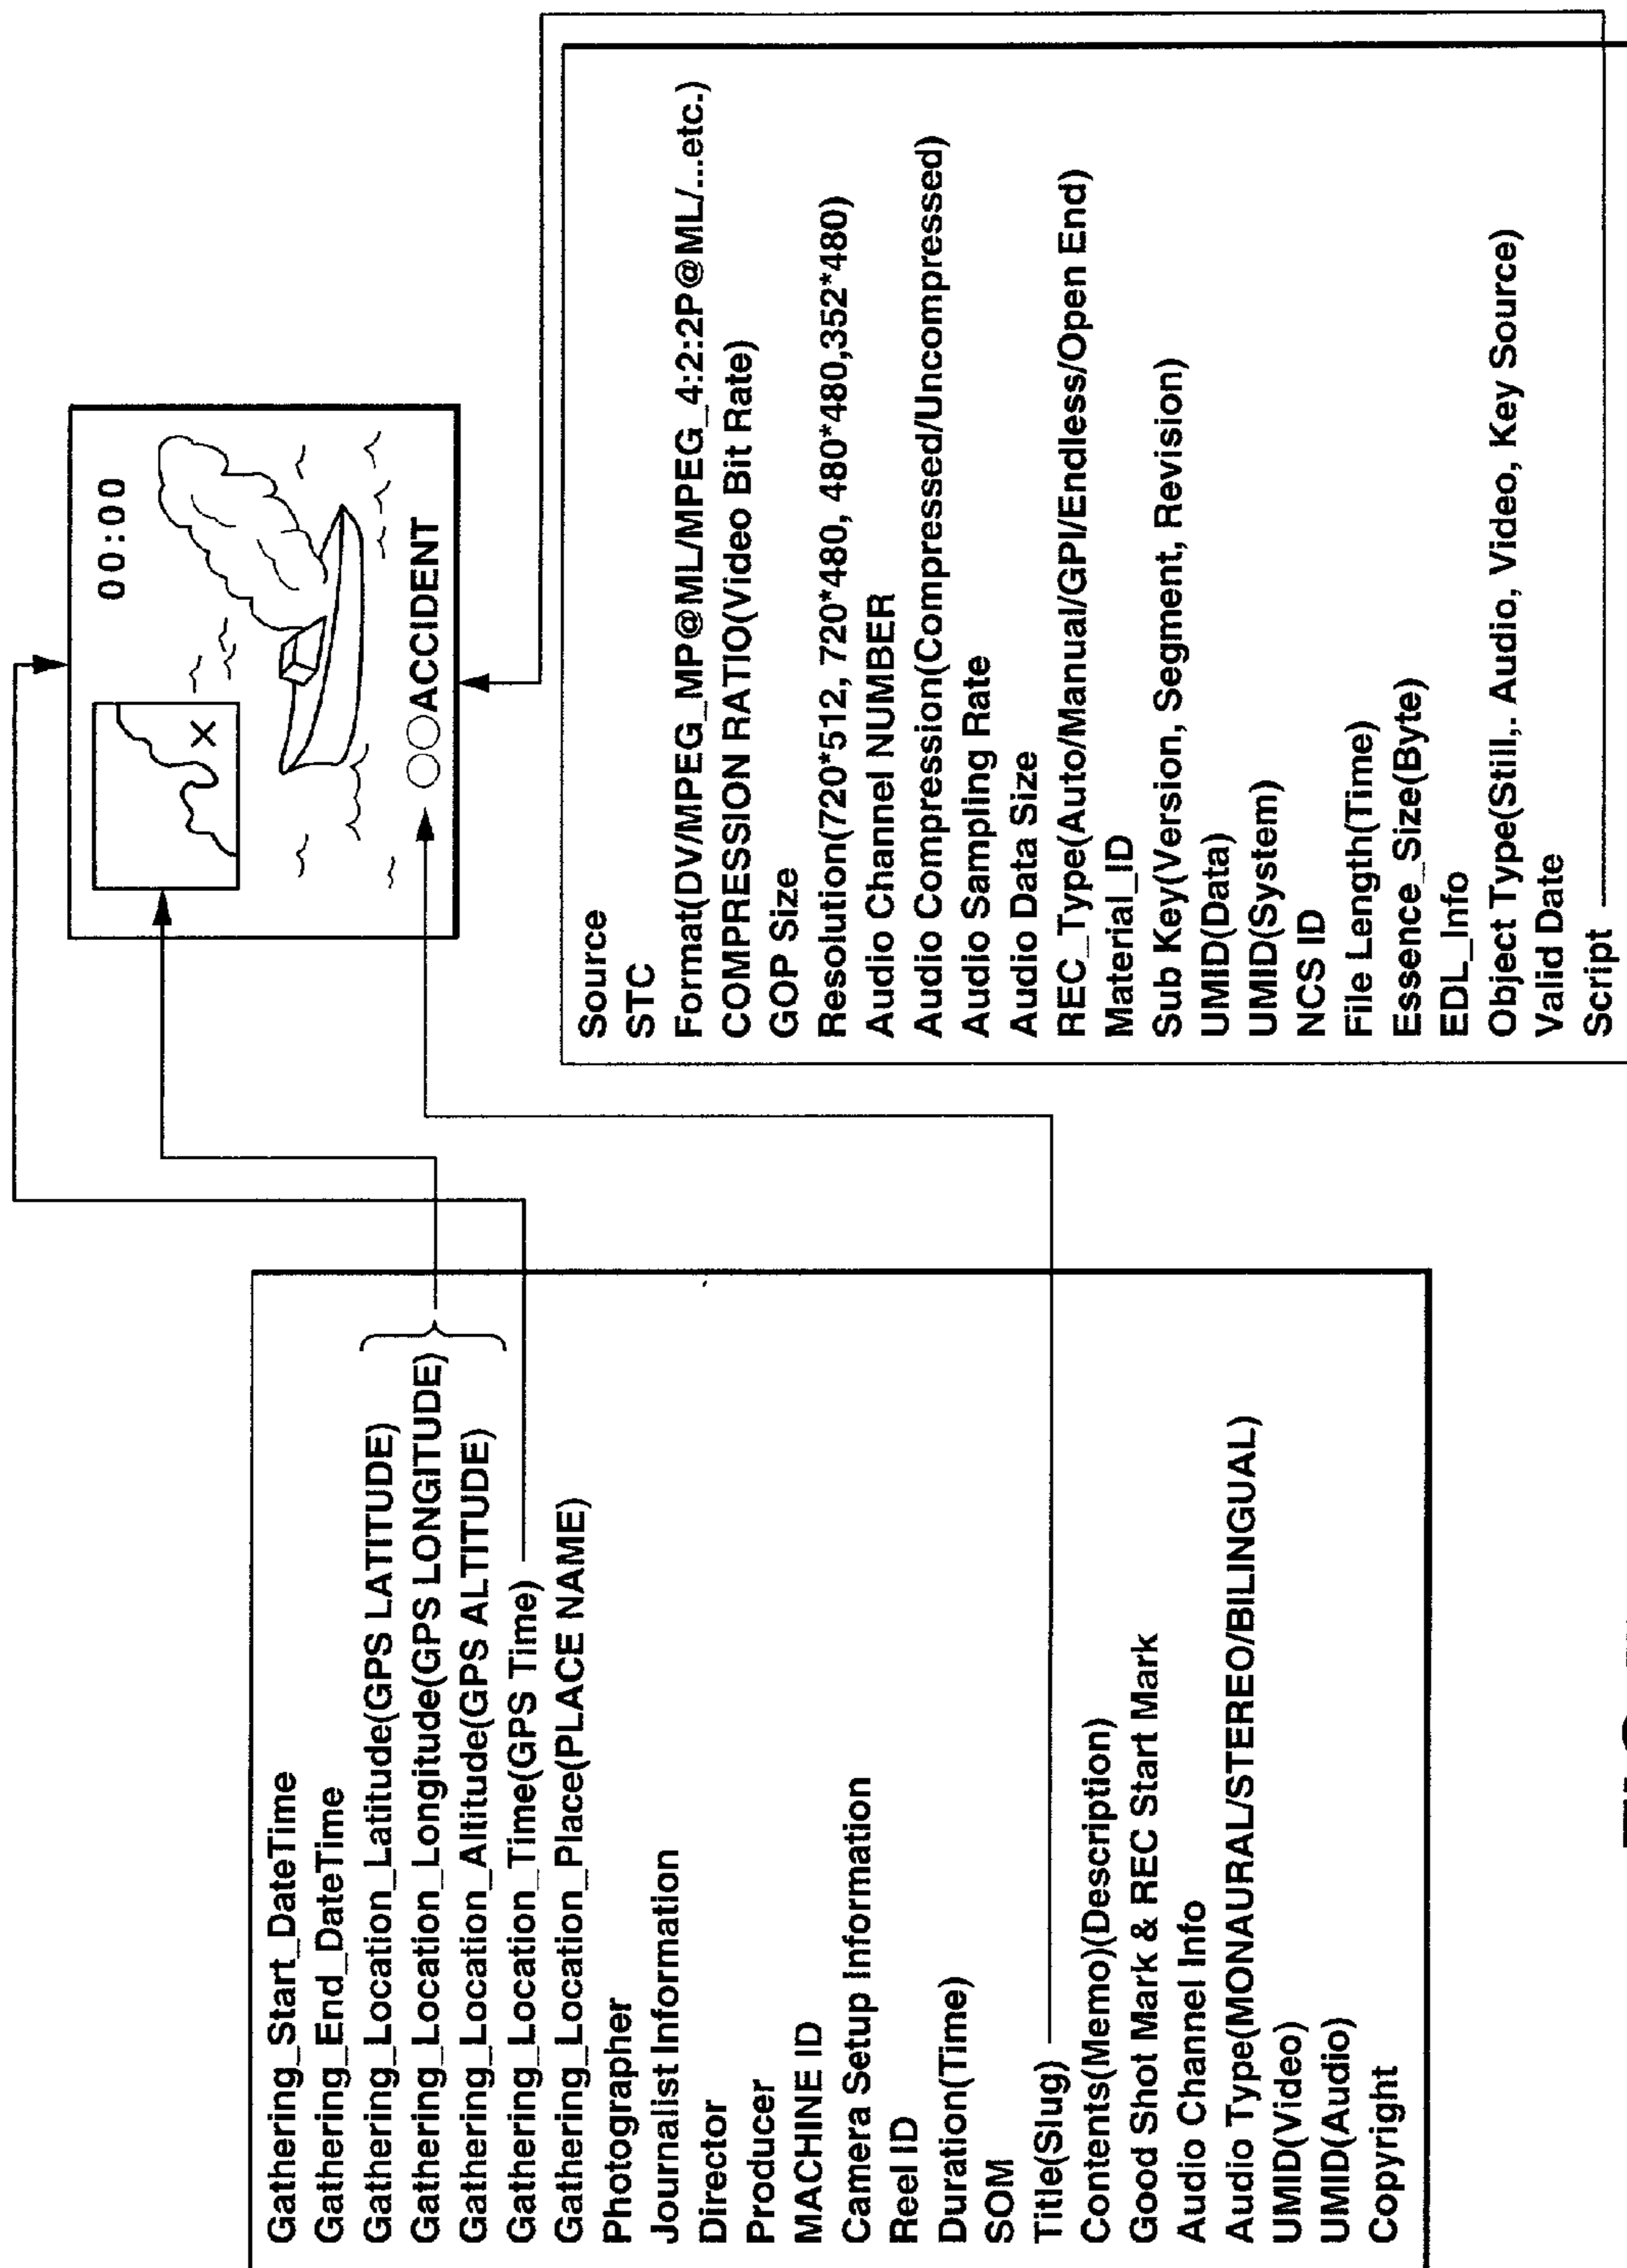 Gathering_Start_DateTime
Gathering_End_DateTime
Gathering_Location_Latitude(GPS LATITUDE)
Gathering_Location_Longitude(GPS LONGITUDE)
Gathering_Location_Altitude(GPS ALTITUDE)
Gathering_Location_Time(GPS Time)
Gathering_Location_Place(PLACE NAME)
Photographer
Journalist Information
Director
Producer
MACHINE ID
Camera Setup Information
Reel ID
Duration(Time)
SOM
Title(Slug)
Contents(Memo)(Description)
Good Shot Mark & REC Start Mark
Audio Channel Info
Audio Type(MONAURAL/STEREO/BILINGUAL)
UMID(Video)
UMID(Audio)
Copyright
00:00
X
○○ACCIDENT
Source
STC
Format(DV/MPEG_MP@ML/MPEG_4:2:2P@ML/...etc.)
COMPRESSION RATIO(Video Bit Rate)
GOP Size
Resolution(720*512, 720*480, 480*480,352*480)
Audio Channel NUMBER
Audio Compression(Compressed/Uncompressed)
Audio Sampling Rate
Audio Data Size
REC_Type(Auto/Manual/GPI/Endless/Open End)
Material_ID
Sub Key(Version, Segment, Revision)
UMID(Data)
UMID(System)
NCS ID
File Length(Time)
Essence_Size(Byte)
EDL_Info
Object Type(Still,. Audio, Video, Key Source)
Valid Date
Script